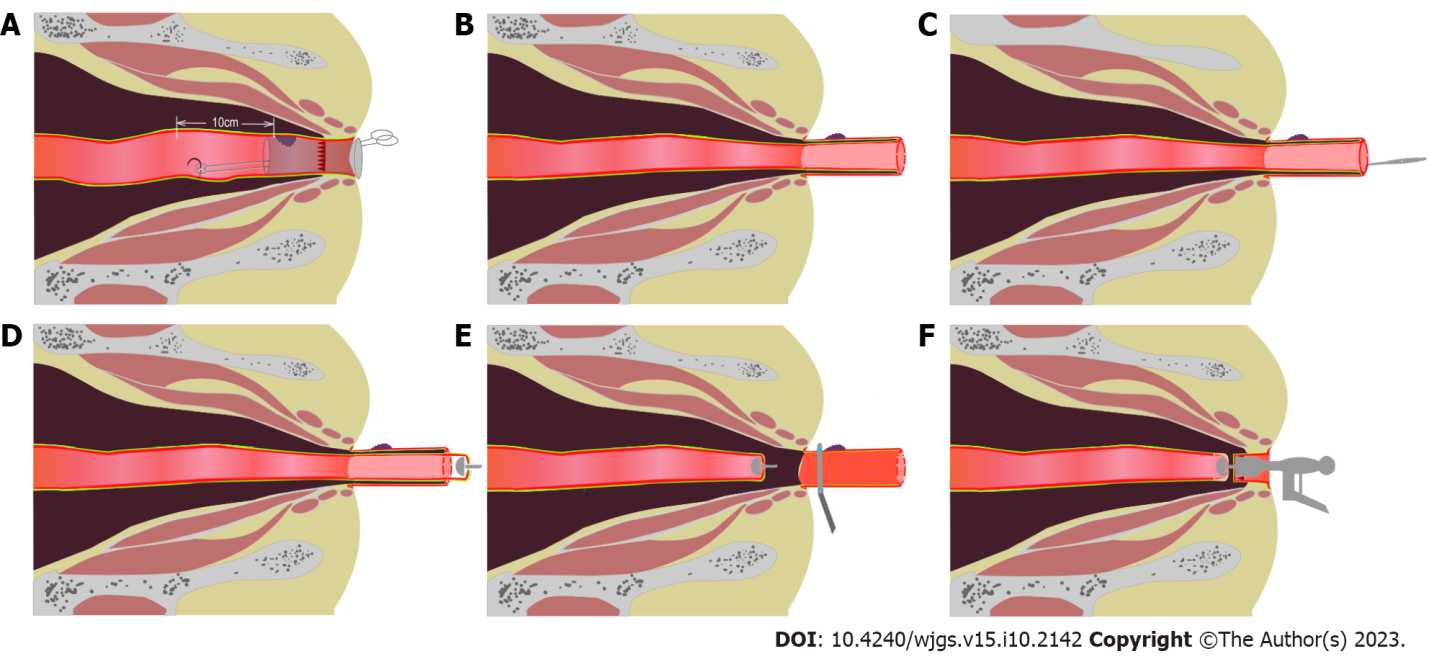 A
B
C
10cm
D
E
F
DOI: 10.4240/wjgs.v15.i10.2142 Copyright ©The Author(s) 2023.